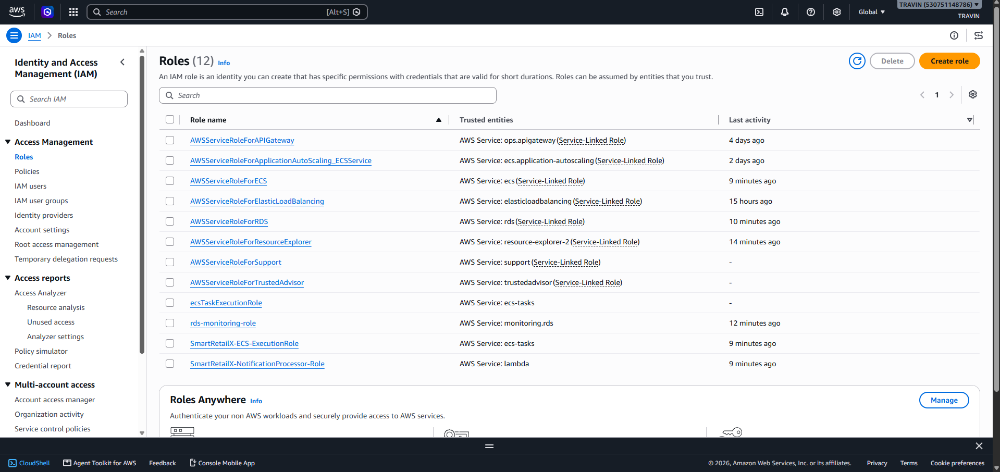 aws
Search [Alt+S]
Global
TRAVIN (530751148786)
TRAVIN
IAM
Roles
Identity and Access Management (IAM)
Search IAM
Dashboard
Access Management
Roles
Policies
IAM users
IAM user groups
Identity providers
Account settings
Root access management
Temporary delegation requests
Access reports
Access Analyzer
Resource analysis
Unused access
Analyzer settings
Policy simulator
Credential report
Multi-account access
Account access manager
Organization activity
Service control policies
Roles (12) Info
Delete
Create role
An IAM role is an identity you can create that has specific permissions with credentials that are valid for short durations. Roles can be assumed by entities that you trust.
Search
1
Role name Trusted entities Last activity
AWSServiceRoleForAPIGateway AWS Service: ops.apigateway (Service-Linked Role) 4 days ago
AWSServiceRoleForApplicationAutoScaling_ECSService AWS Service: ecs.application-autoscaling (Service-Linked Role) 2 days ago
AWSServiceRoleForECS AWS Service: ecs (Service-Linked Role) 9 minutes ago
AWSServiceRoleForElasticLoadBalancing AWS Service: elasticloadbalancing (Service-Linked Role) 15 hours ago
AWSServiceRoleForRDS AWS Service: rds (Service-Linked Role) 10 minutes ago
AWSServiceRoleForResourceExplorer AWS Service: resource-explorer-2 (Service-Linked Role) 14 minutes ago
AWSServiceRoleForSupport AWS Service: support (Service-Linked Role) -
AWSServiceRoleForTrustedAdvisor AWS Service: trustedadvisor (Service-Linked Role) -
ecsTaskExecutionRole AWS Service: ecs-tasks -
rds-monitoring-role AWS Service: monitoring.rds 12 minutes ago
SmartRetailX-ECS-ExecutionRole AWS Service: ecs-tasks 9 minutes ago
SmartRetailX-NotificationProcessor-Role AWS Service: lambda 9 minutes ago
Roles Anywhere Info
Manage
Authenticate your non AWS workloads and securely provide access to AWS services.
CloudShell Agent Toolkit for AWS Feedback Console Mobile App © 2026, Amazon Web Services, Inc. or its affiliates. Privacy Terms Cookie preferences